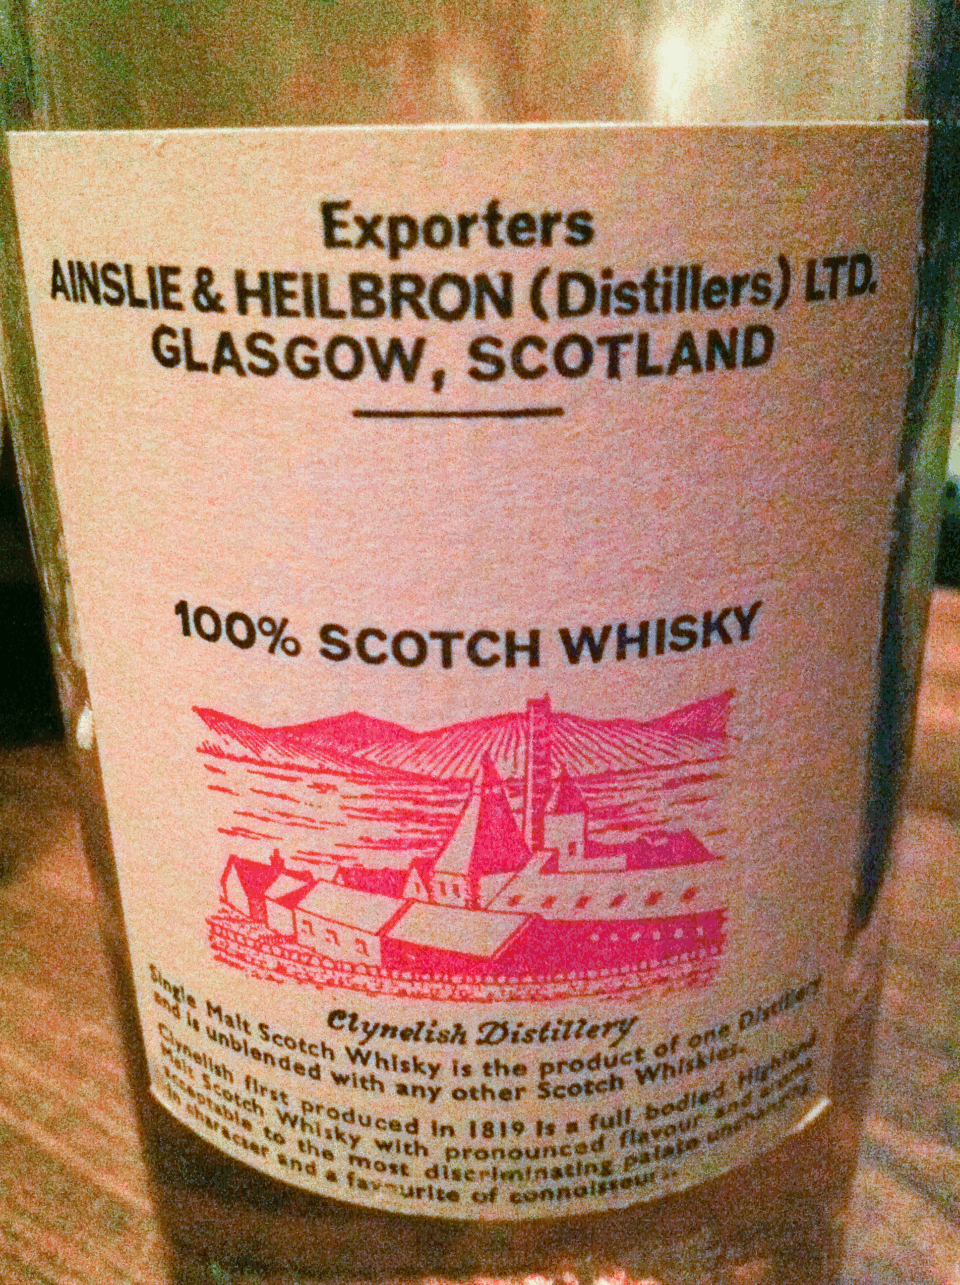 Exporters
AINSLIE & HEILBRON (Distillers) LTD.
GLASGOW, SCOTLAND
100% SCOTCH WHISKY
Clynelish Distillery
Single Malt Scotch Whisky is the product of one Distillery
and is unblended with any other Scotch Whiskies.
Clynelish first produced in 1819 is a full bodied Highland
Malt Scotch Whisky with pronounced flavour and aroma
acceptable to the most discriminating palate unchanging
in character and a favourite of connoisseurs.